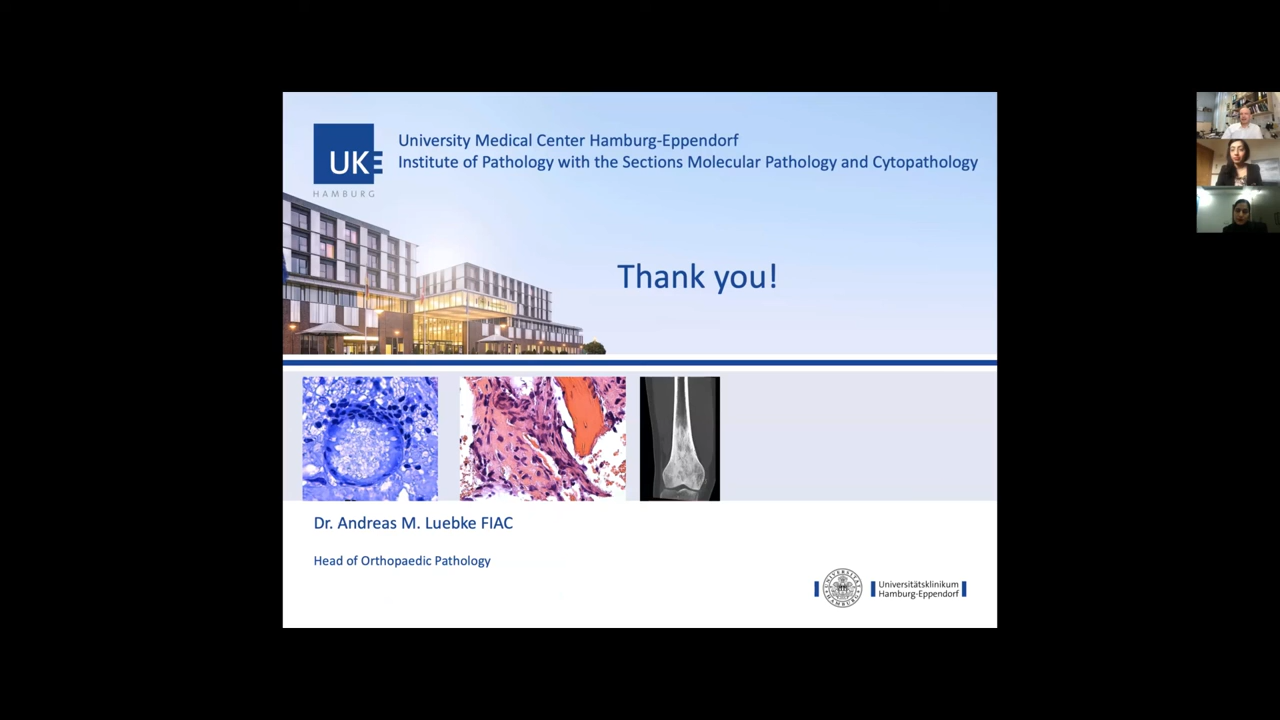 UKE
HAMBURG
University Medical Center Hamburg-Eppendorf
Institute of Pathology with the Sections Molecular Pathology and Cytopathology
Thank you!
Dr. Andreas M. Luebke FIAC
Head of Orthopaedic Pathology
Universitätsklinikum
Hamburg-Eppendorf